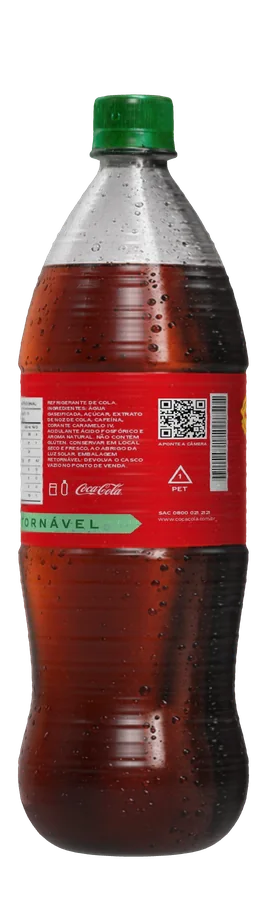 REFRIGERANTE DE COLA.
INGREDIENTES: ÁGUA
GASEIFICADA, AÇÚCAR, EXTRATO
DE NOZ DE COLA, CAFEÍNA,
CORANTE CARAMELO IV,
ACIDULANTE ÁCIDO FOSFÓRICO E
AROMA NATURAL. NÃO CONTÉM
GLÚTEN. CONSERVAR EM LOCAL
SECO E FRESCO, AO ABRIGO DA
LUZ SOLAR. EMBALAGEM
RETORNÁVEL: DEVOLVA O CASCO
VAZIO NO PONTO DE VENDA
Coca-Cola
TORNÁVEL
APONTE A CÂMERA
1
PET
SAC 0800 021 2121